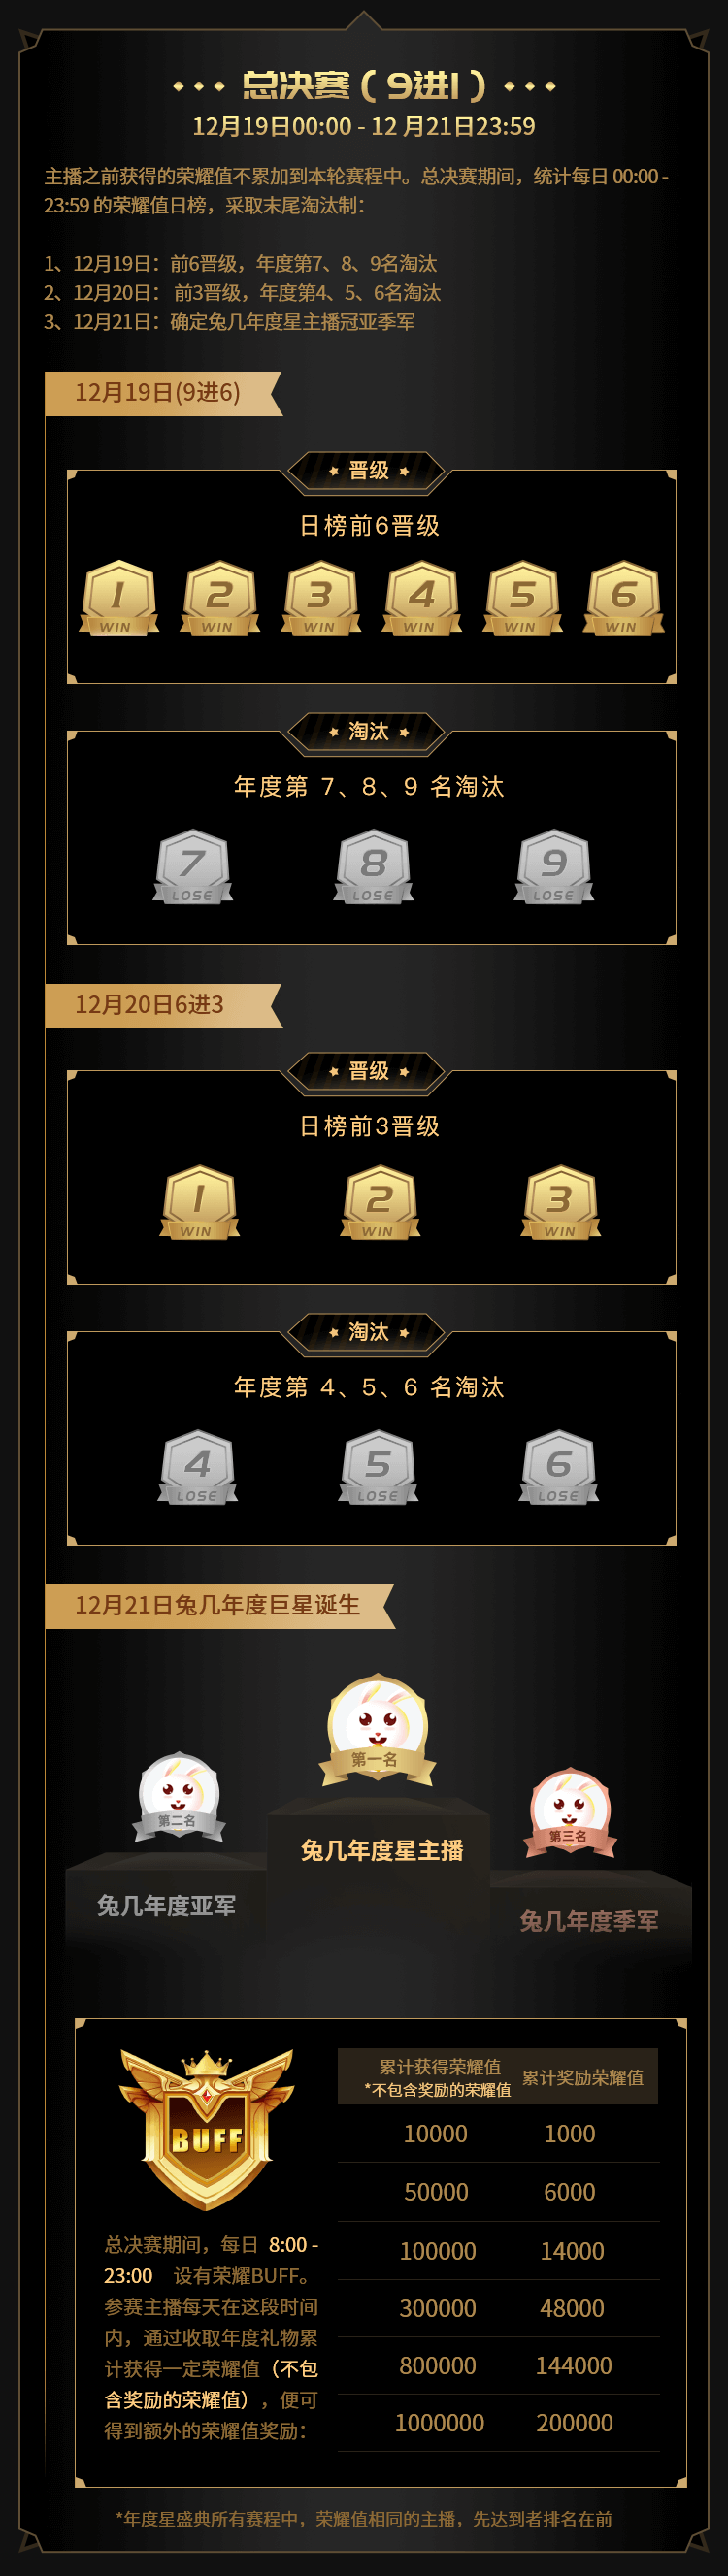 总决赛（9进1）
12月19日00:00 - 12 月21日23:59
主播之前获得的荣耀值不累加到本轮赛程中。总决赛期间，统计每日 00:00 -
23:59 的荣耀值日榜，采取末尾淘汰制：
1、12月19日：前6晋级，年度第7、8、9名淘汰
2、12月20日： 前3晋级，年度第4、5、6名淘汰
3、12月21日：确定兔几年度星主播冠亚季军
12月19日(9进6)
晋级
日榜前6晋级
1 2 3 4 5 6
WIN WIN WIN WIN WIN WIN
淘汰
年度第 7、8、9 名淘汰
7 8 9
LOSE LOSE LOSE
12月20日6进3
晋级
日榜前3晋级
1 2 3
WIN WIN WIN
淘汰
年度第 4、5、6 名淘汰
4 5 6
LOSE LOSE LOSE
12月21日兔几年度巨星诞生
第一名
第二名
第三名
兔几年度星主播
兔几年度亚军
兔几年度季军
BUFF
总决赛期间，每日 8:00 -
23:00 设有荣耀BUFF。
参赛主播每天在这段时间
内，通过收取年度礼物累
计获得一定荣耀值（不包
含奖励的荣耀值），便可
得到额外的荣耀值奖励：
累计获得荣耀值 累计奖励荣耀值
*不包含奖励的荣耀值
10000 1000
50000 6000
100000 14000
300000 48000
800000 144000
1000000 200000
*年度星盛典所有赛程中，荣耀值相同的主播，先达到者排名在前